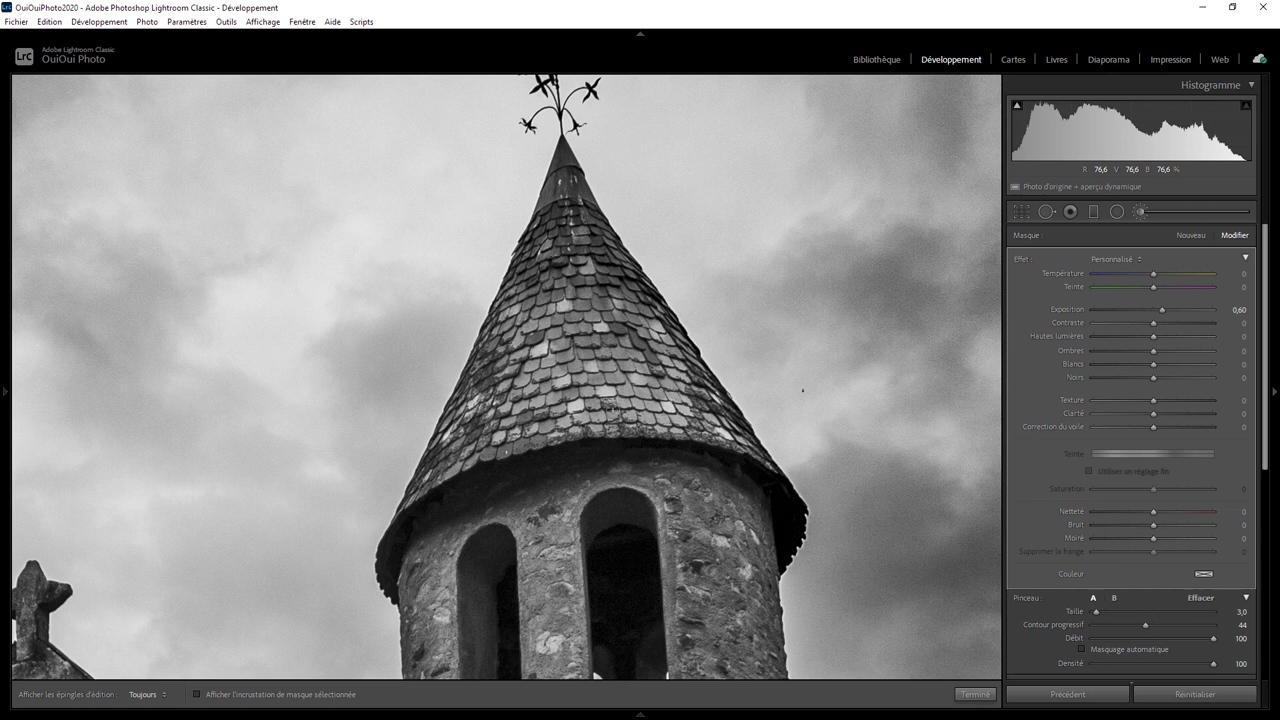 OuiOuiPhoto2020 - Adobe Photoshop Lightroom Classic - Développement
Fichier Edition Développement Photo Paramètres Outils Affichage Fenêtre Aide Scripts
Lrc
Adobe Lightroom Classic
OuiOui Photo
Bibliothèque | Développement | Cartes | Livres | Diaporama | Impression | Web
Histogramme
R 76,6 V 76,6 B 76,6 %
Photo d'origine + aperçu dynamique
Masque : Nouveau Modifier
Effet : Personnalisé
Température 0
Teinte 0
Exposition 0,60
Contraste 0
Hautes lumières 0
Ombres 0
Blancs 0
Noirs 0
Texture 0
Clarté 0
Correction du voile 0
Teinte
Utiliser un réglage fin
Saturation 0
Netteté 0
Bruit 0
Moiré 0
Supprimer la frange 0
Couleur
Pinceau : A B Effacer
Taille 3,0
Contour progressif 44
Débit 100
Masquage automatique
Densité 100
Afficher les épingles d'édition : Toujours Afficher l'incrustation de masque sélectionnée Terminé
Précédent Réinitialiser